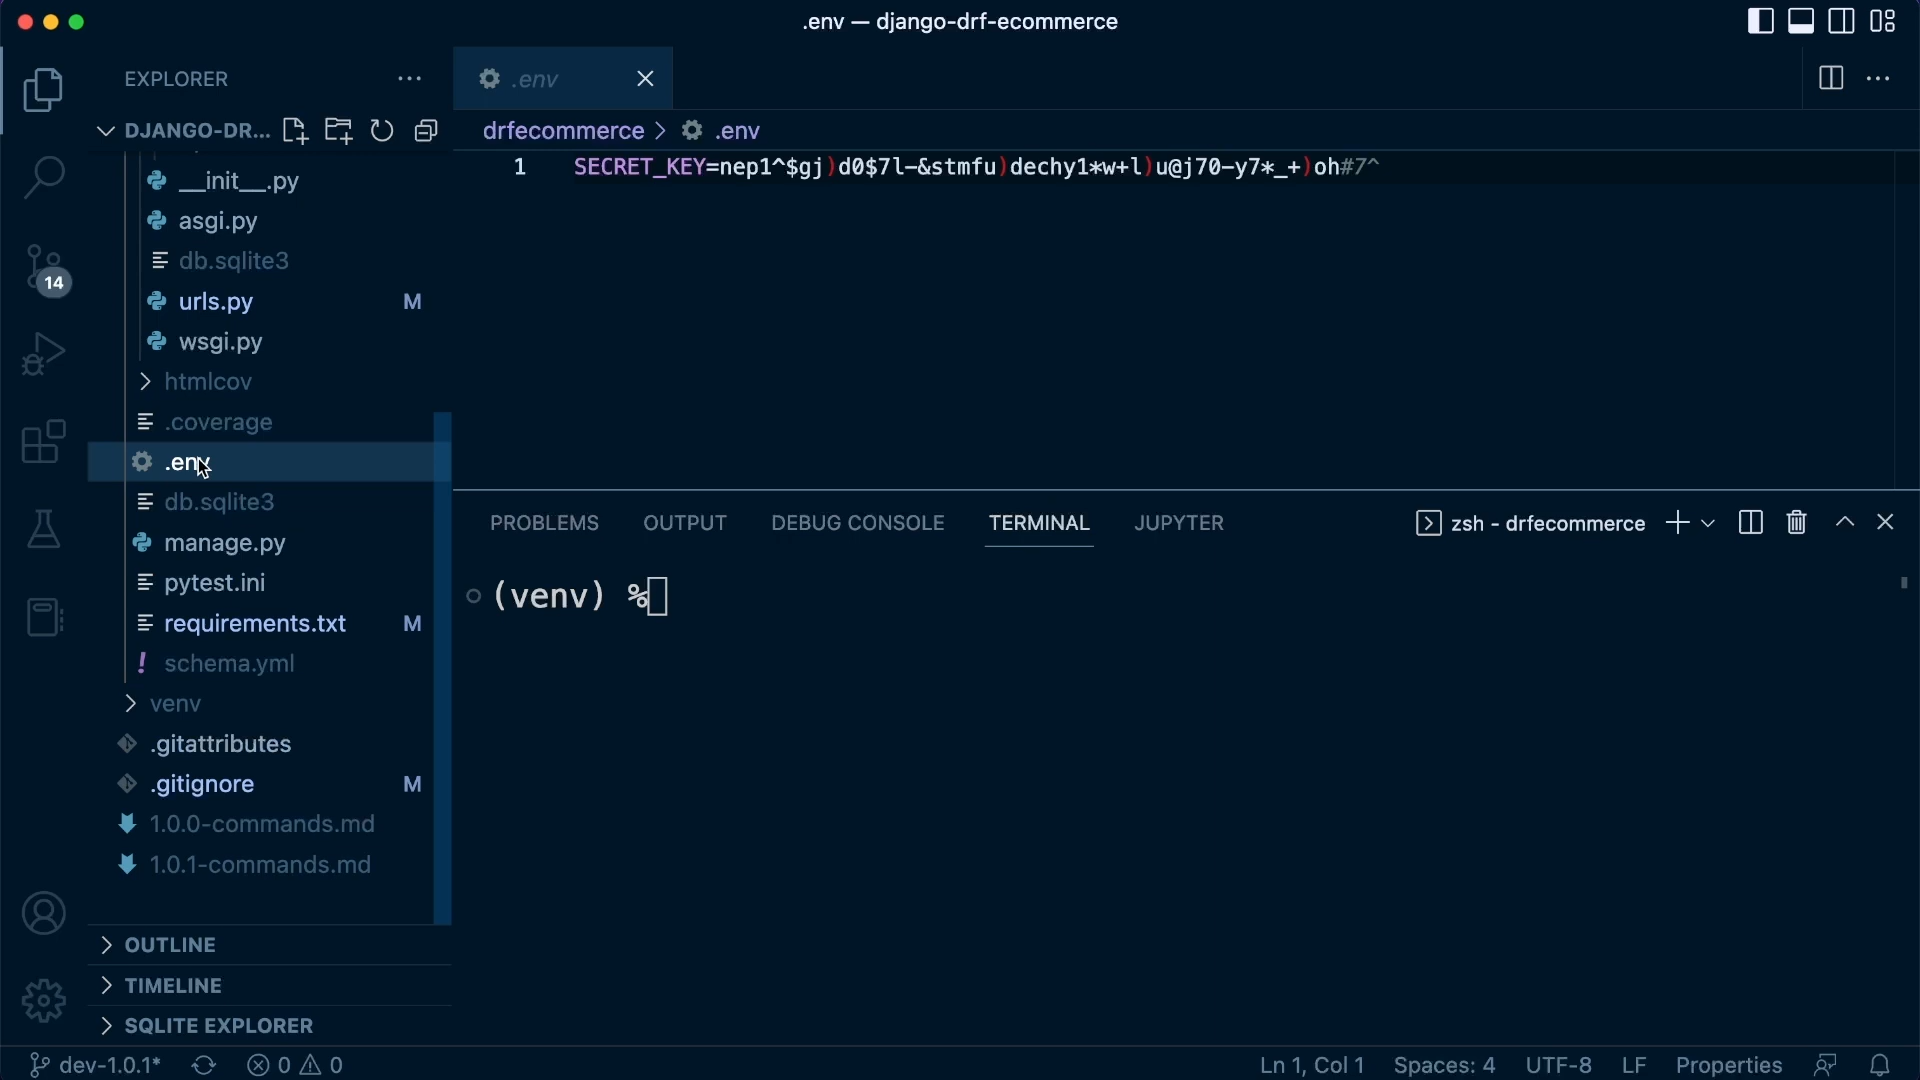 .env — django-drf-ecommerce
EXPLORER
.env
DJANGO-DR...
drfecommerce > .env
1 SECRET_KEY=nep1^$gj)d0$7l-&stmfu)dechy1*w+l)u@j70-y7*_+)oh#7^
__init__.py
asgi.py
db.sqlite3
14
urls.py M
wsgi.py
htmlcov
.coverage
.env
db.sqlite3
manage.py
pytest.ini
requirements.txt M
schema.yml
venv
.gitattributes
.gitignore M
1.0.0-commands.md
1.0.1-commands.md
OUTLINE
TIMELINE
SQLITE EXPLORER
PROBLEMS OUTPUT DEBUG CONSOLE TERMINAL JUPYTER
zsh - drfecommerce
(venv) %
dev-1.0.1* 0 0
Ln 1, Col 1 Spaces: 4 UTF-8 LF Properties